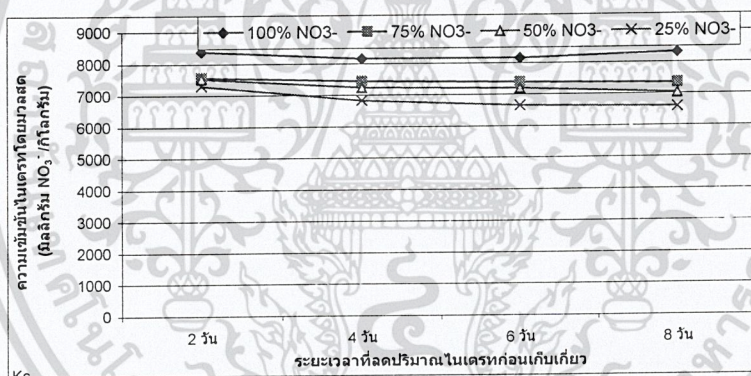 100% NO3- 75% NO3- 50% NO3- 25% NO3-
9000
8000
7000
6000
5000
4000
3000
2000
1000
0
ความเข้มข้นไนเตรทโดยมวลสด
(มิลลิกรัม NO₃⁻/กิโลกรัม)
2 วัน 4 วัน 6 วัน 8 วัน
ระยะเวลาที่ลดปริมาณไนเตรทก่อนเก็บเกี่ยว